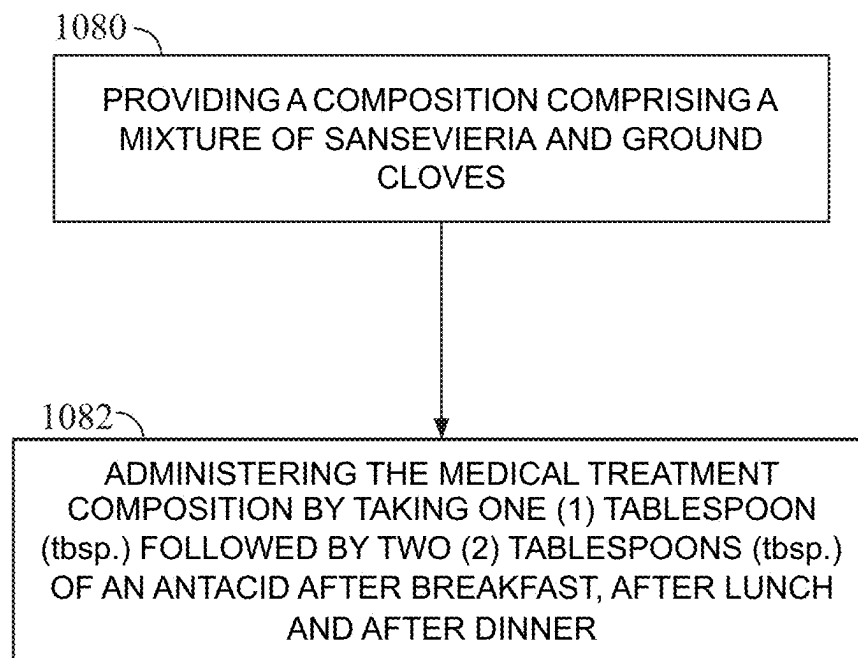 1080
PROVIDING A COMPOSITION COMPRISING A
MIXTURE OF SANSEVIERIA AND GROUND
CLOVES
1082
ADMINISTERING THE MEDICAL TREATMENT
COMPOSITION BY TAKING ONE (1) TABLESPOON
(tbsp.) FOLLOWED BY TWO (2) TABLESPOONS (tbsp.)
OF AN ANTACID AFTER BREAKFAST, AFTER LUNCH
AND AFTER DINNER